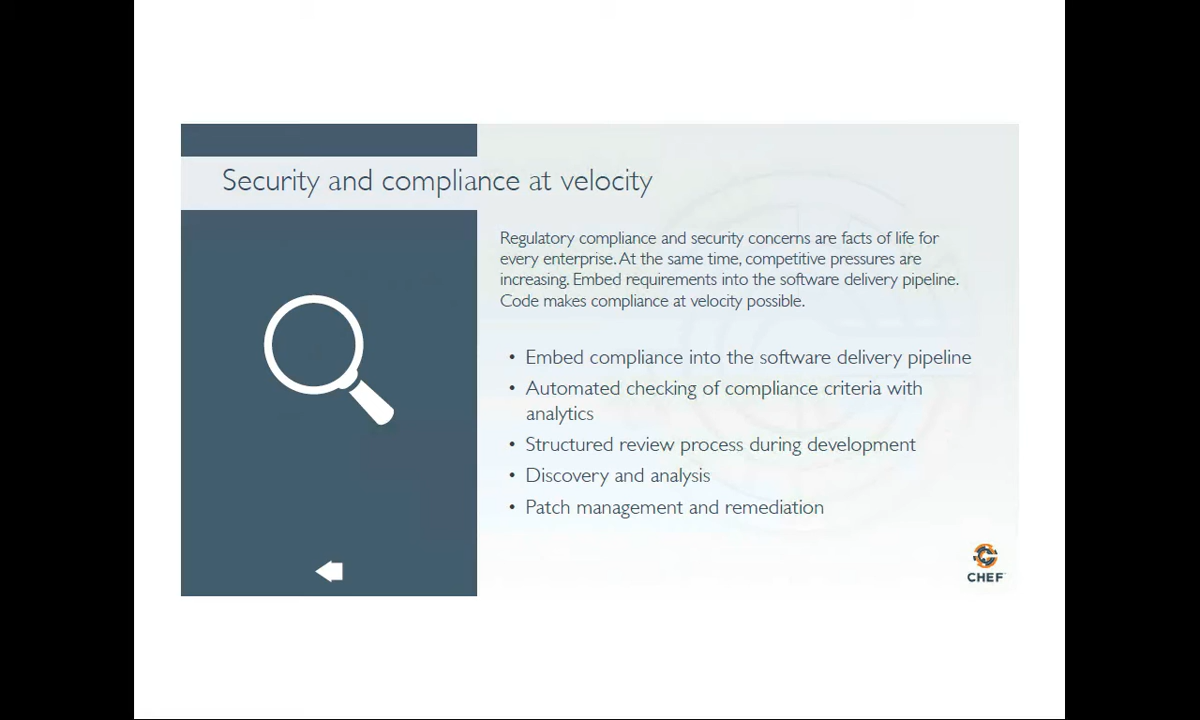 Security and compliance at velocity
Regulatory compliance and security concerns are facts of life for
every enterprise. At the same time, competitive pressures are
increasing. Embed requirements into the software delivery pipeline.
Code makes compliance at velocity possible.
• Embed compliance into the software delivery pipeline
• Automated checking of compliance criteria with
analytics
• Structured review process during development
• Discovery and analysis
• Patch management and remediation
CHEF